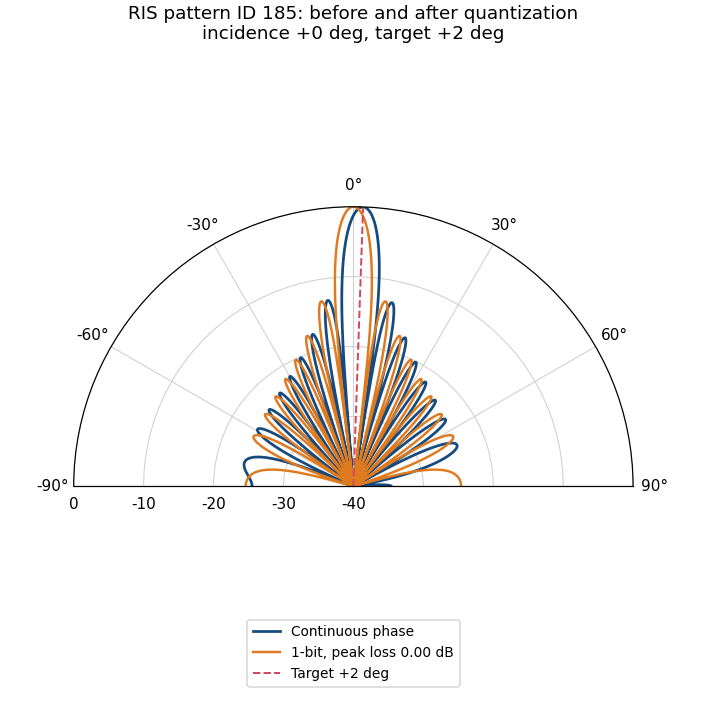 RIS pattern ID 185: before and after quantization
incidence +0 deg, target +2 deg
0°
-30°
30°
-60°
60°
-90°
90°
0
-10
-20
-30
-40
Continuous phase
1-bit, peak loss 0.00 dB
Target +2 deg